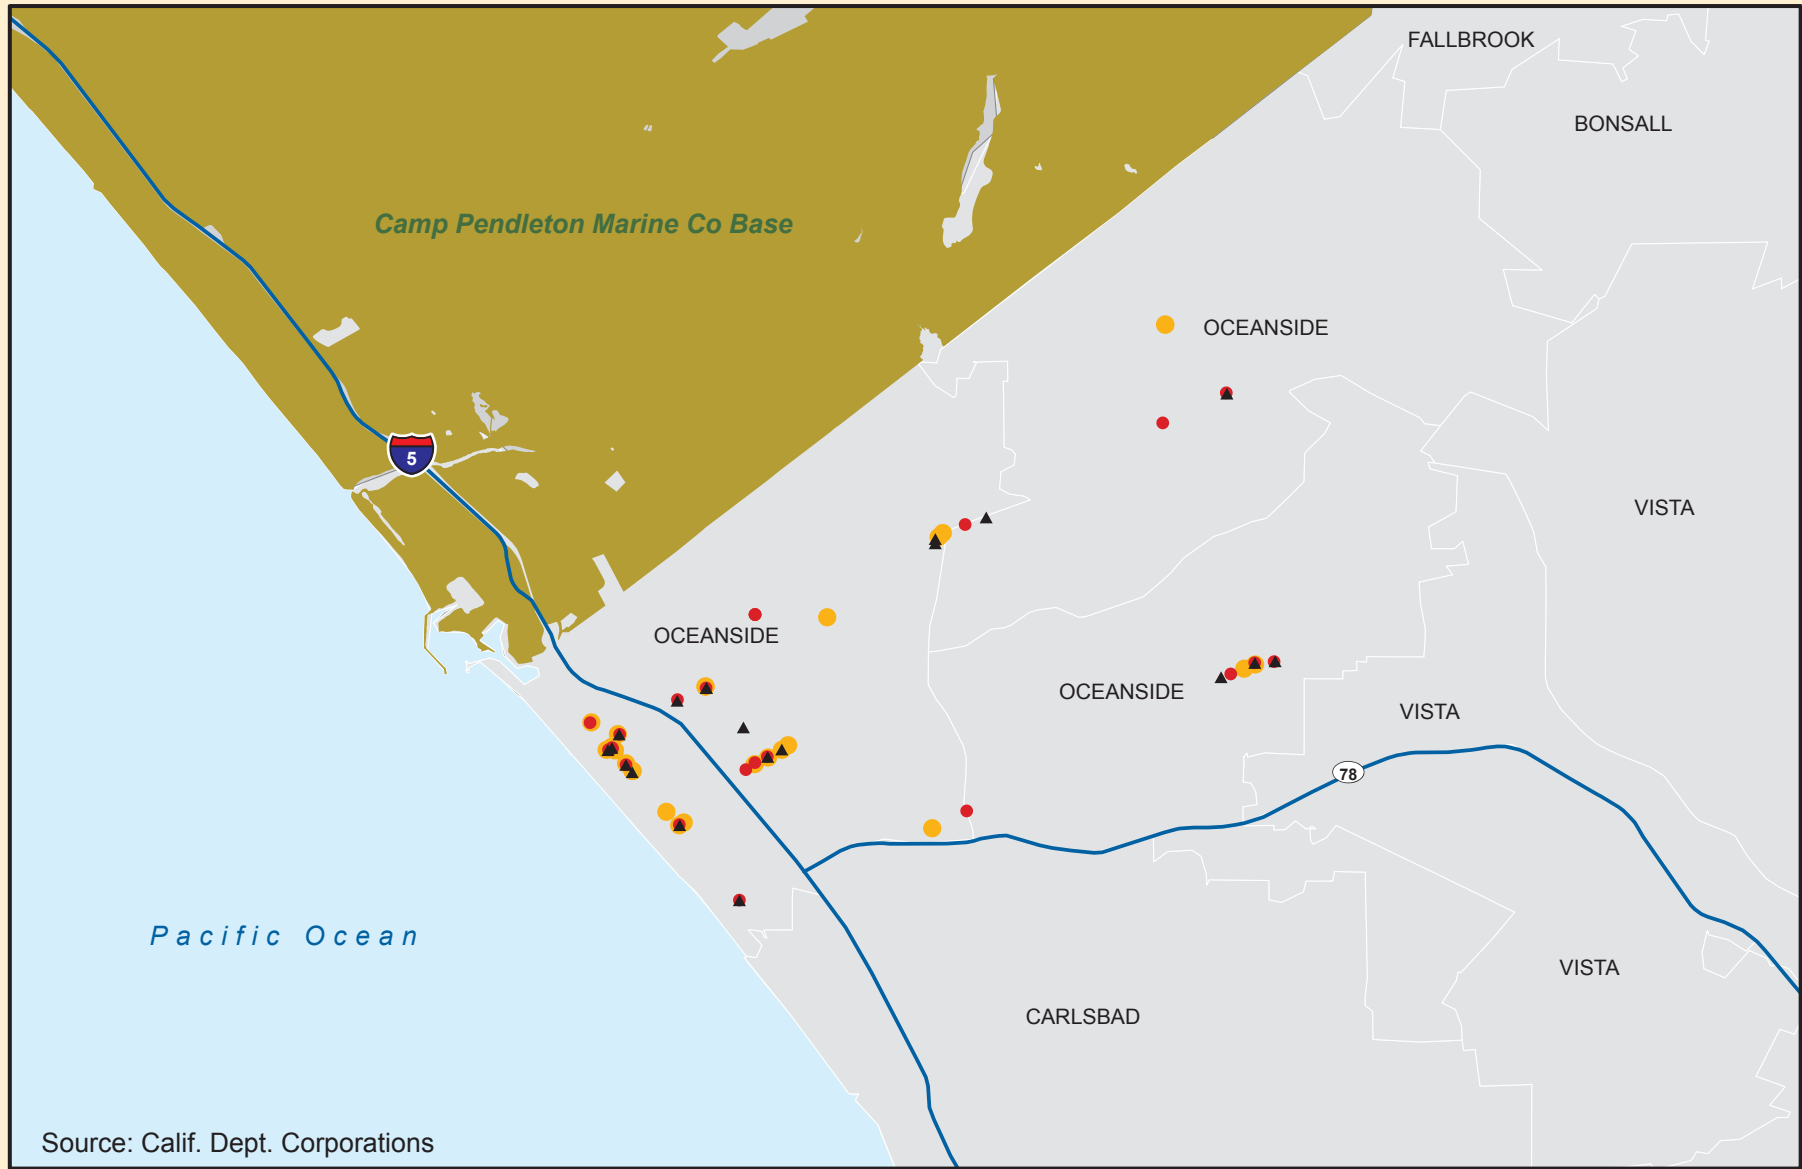 FALLBROOK
BONSALL
Camp Pendleton Marine Co Base
OCEANSIDE
5
VISTA
OCEANSIDE
OCEANSIDE
VISTA
78
Pacific Ocean
VISTA
CARLSBAD
Source: Calif. Dept. Corporations